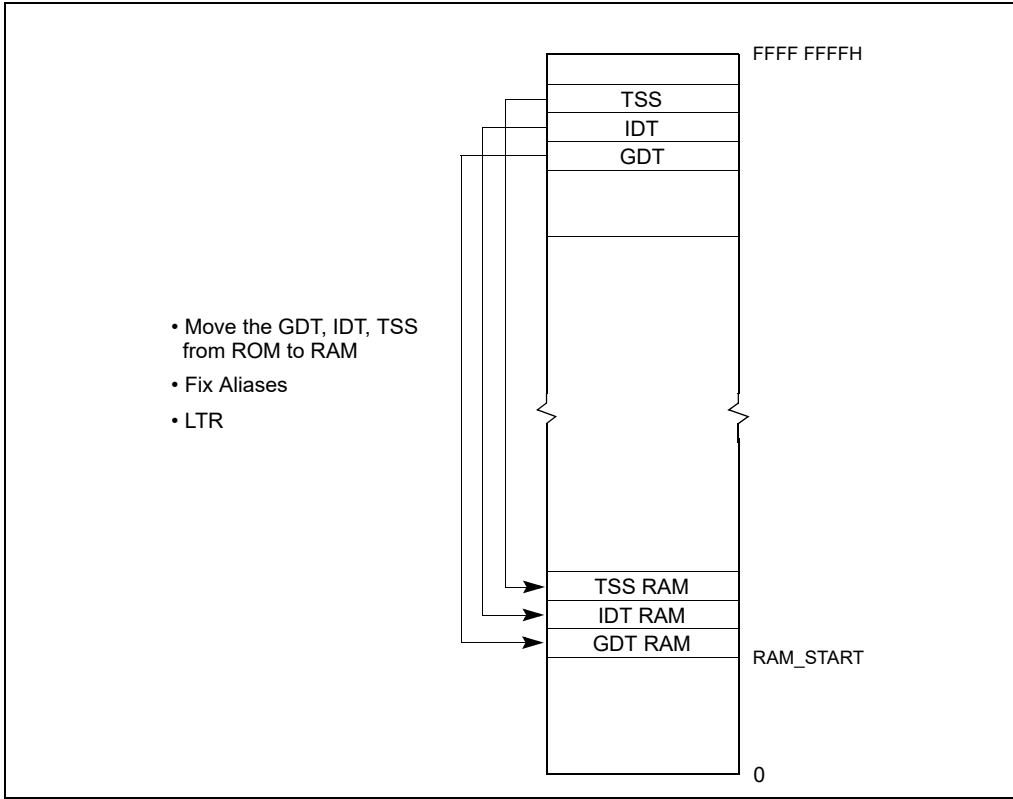 FFFF FFFFH
TSS
IDT
GDT
• Move the GDT, IDT, TSS
from ROM to RAM
• Fix Aliases
• LTR
TSS RAM
IDT RAM
GDT RAM
RAM_START
0